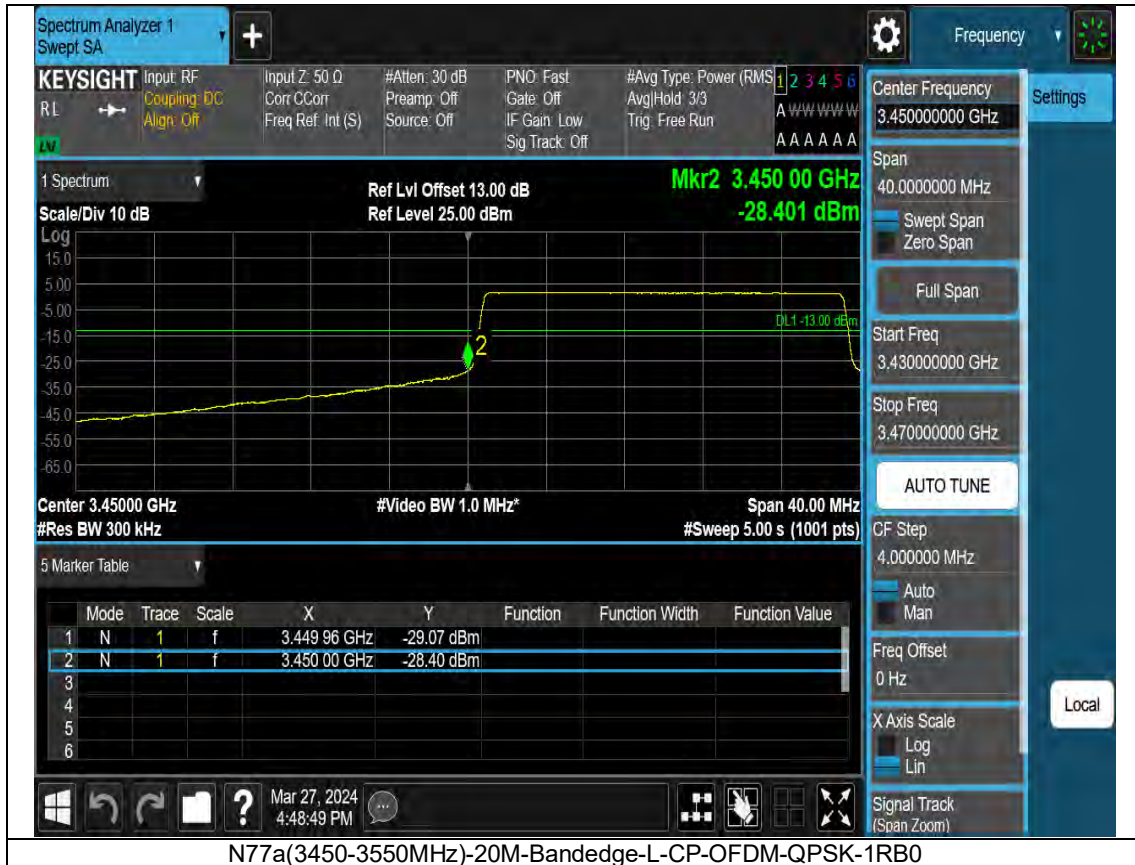 Spectrum Analyzer 1
Swept SA
Frequency
KEYSIGHT
RL
Input: RF
Coupling: DC
Align: Off
Input Z: 50 Ω
Corr CCorr
Freq Ref: Int (S)
#Atten: 30 dB
Preamp: Off
Source: Off
PNO: Fast
Gate: Off
IF Gain: Low
Sig Track: Off
#Avg Type: Power (RMS
Avg|Hold: 3/3
Trig: Free Run
1 2 3 4 5 6
A W W W W W
A A A A A A
1 Spectrum
Scale/Div 10 dB
Ref Lvl Offset 13.00 dB
Ref Level 25.00 dBm
Mkr2 3.450 00 GHz
-28.401 dBm
Log
15.0
5.00
-5.00
-15.0
-25.0
-35.0
-45.0
-55.0
-65.0
DL1 -13.00 dBm
2
Center 3.45000 GHz
#Res BW 300 kHz
#Video BW 1.0 MHz*
Span 40.00 MHz
#Sweep 5.00 s (1001 pts)
5 Marker Table
Mode Trace Scale X Y Function Function Width Function Value
1 N 1 f 3.449 96 GHz -29.07 dBm
2 N 1 f 3.450 00 GHz -28.40 dBm
3
4
5
6
Mar 27, 2024
4:48:49 PM
Center Frequency
3.450000000 GHz
Settings
Span
40.0000000 MHz
Swept Span
Zero Span
Full Span
Start Freq
3.430000000 GHz
Stop Freq
3.470000000 GHz
AUTO TUNE
CF Step
4.000000 MHz
Auto
Man
Freq Offset
0 Hz
Local
X Axis Scale
Log
Lin
Signal Track
(Span Zoom)
N77a(3450-3550MHz)-20M-Bandedge-L-CP-OFDM-QPSK-1RB0